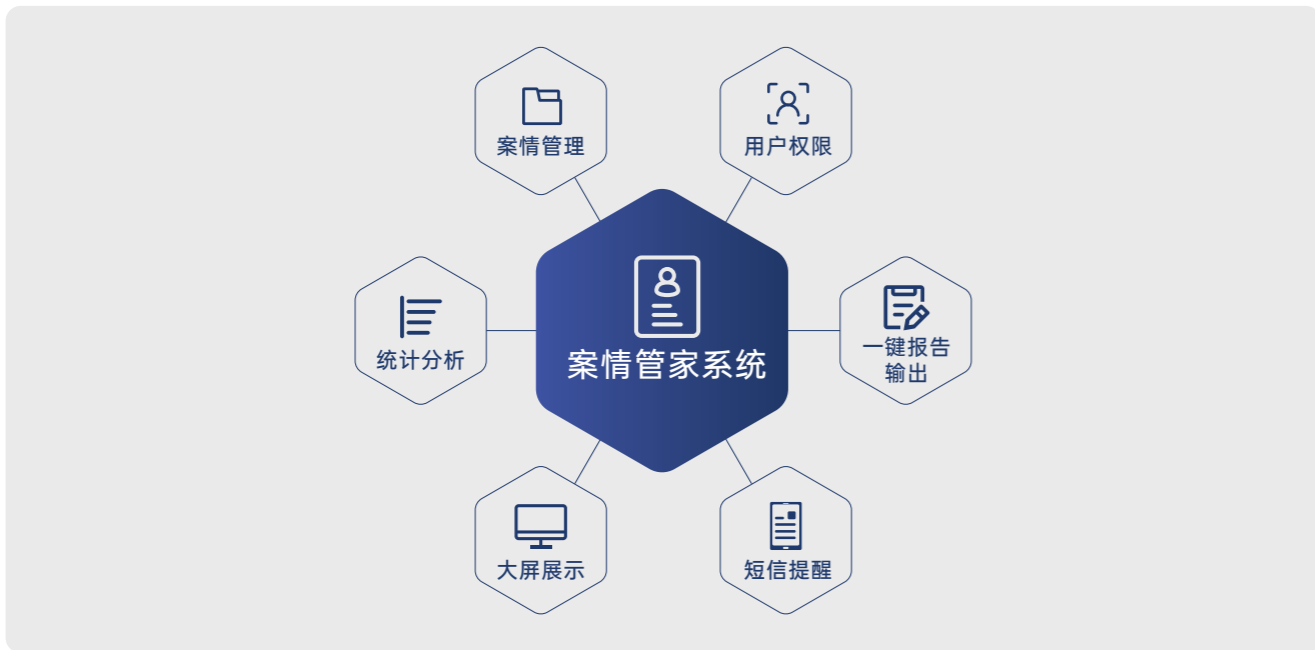 案情管理
用户权限
统计分析
案情管家系统
一键报告
输出
大屏展示
短信提醒